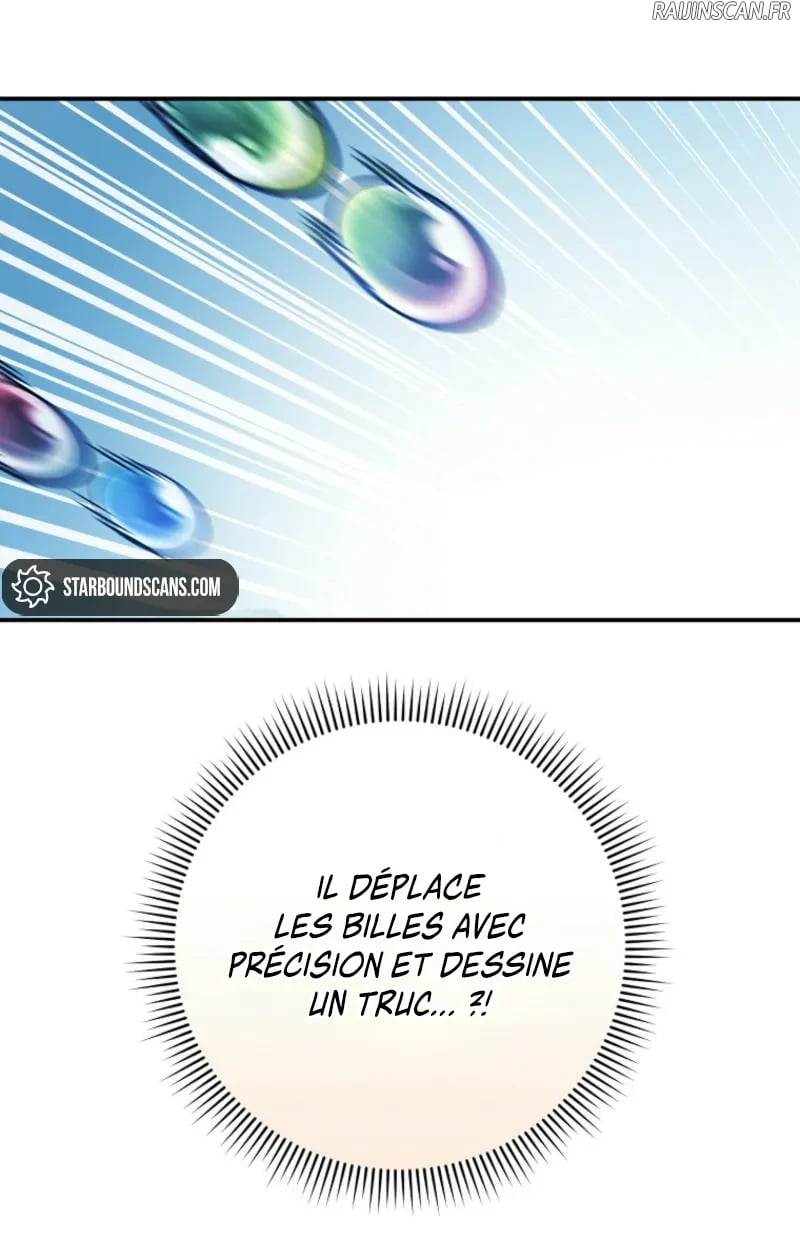 RAIJINSCAN.FR
STARBOUNDSCANS.COM
IL DÉPLACE
LES BILLES AVEC
PRÉCISION ET DESSINE
UN TRUC... ?!